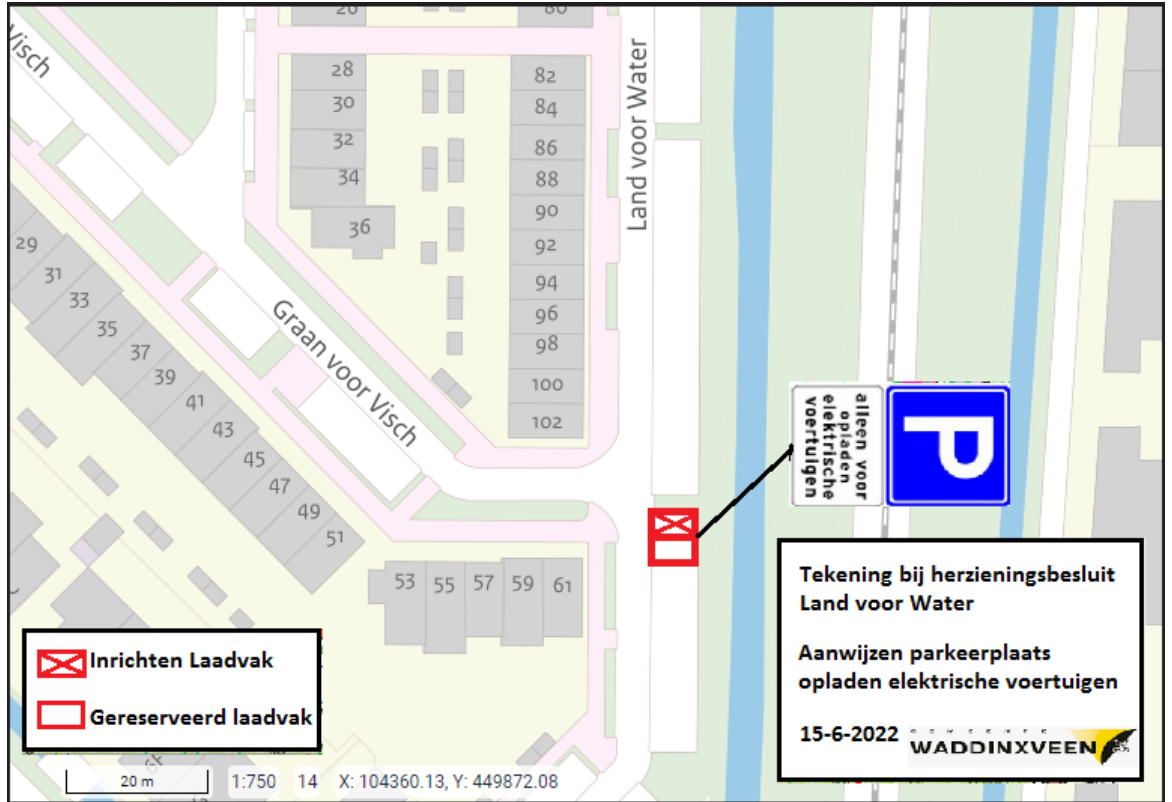 Visch
26
80
28
30
32
34
36
82
84
86
88
90
92
94
96
98
100
102
Land voor Water
29
31
33
35
37
39
41
43
45
47
49
51
Graan voor Visch
53
55
57
59
61
alleen voor
opladen
elektrische
voertuigen
P
Tekening bij herzieningsbesluit
Land voor Water
Aanwijzen parkeerplaats
opladen elektrische voertuigen
15-6-2022
GEMEENTE
WADDINXVEEN
Inrichten Laadvak
Gereserveerd laadvak
20 m
1:750
14
X: 104360.13, Y: 449872.08